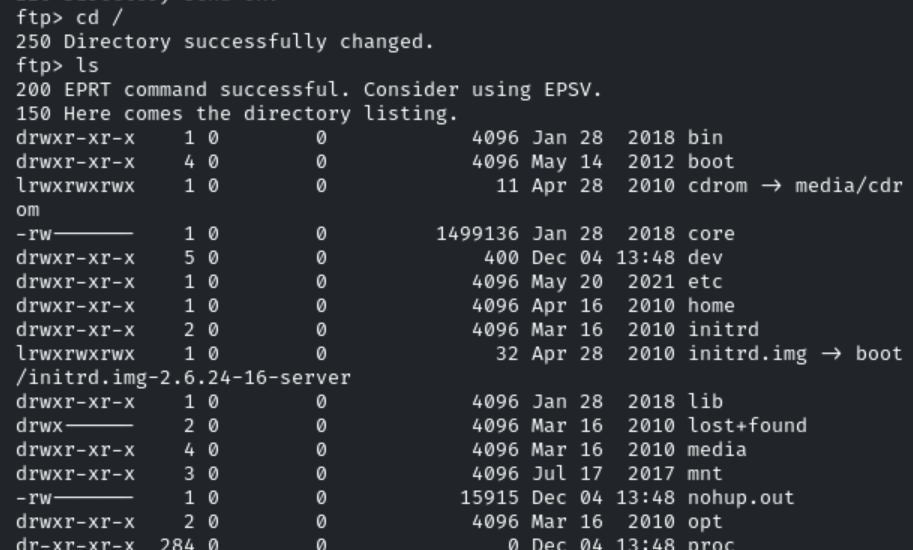 ftp> cd /
250 Directory successfully changed.
ftp> ls
200 EPRT command successful. Consider using EPSV.
150 Here comes the directory listing.
drwxr-xr-x    1 0        0            4096 Jan 28  2018 bin
drwxr-xr-x    4 0        0            4096 May 14  2012 boot
lrwxrwxrwx    1 0        0              11 Apr 28  2010 cdrom -> media/cdr
om
-rw-------    1 0        0         1499136 Jan 28  2018 core
drwxr-xr-x    5 0        0             400 Dec 04 13:48 dev
drwxr-xr-x    1 0        0            4096 May 20  2021 etc
drwxr-xr-x    1 0        0            4096 Apr 16  2010 home
drwxr-xr-x    2 0        0            4096 Mar 16  2010 initrd
lrwxrwxrwx    1 0        0              32 Apr 28  2010 initrd.img -> boot
/initrd.img-2.6.24-16-server
drwxr-xr-x    1 0        0            4096 Jan 28  2018 lib
drwx------    2 0        0            4096 Mar 16  2010 lost+found
drwxr-xr-x    4 0        0            4096 Mar 16  2010 media
drwxr-xr-x    3 0        0            4096 Jul 17  2017 mnt
-rw-------    1 0        0           15915 Dec 04 13:48 nohup.out
drwxr-xr-x    2 0        0            4096 Mar 16  2010 opt
dr-xr-xr-x  284 0        0               0 Dec 04 13:48 proc